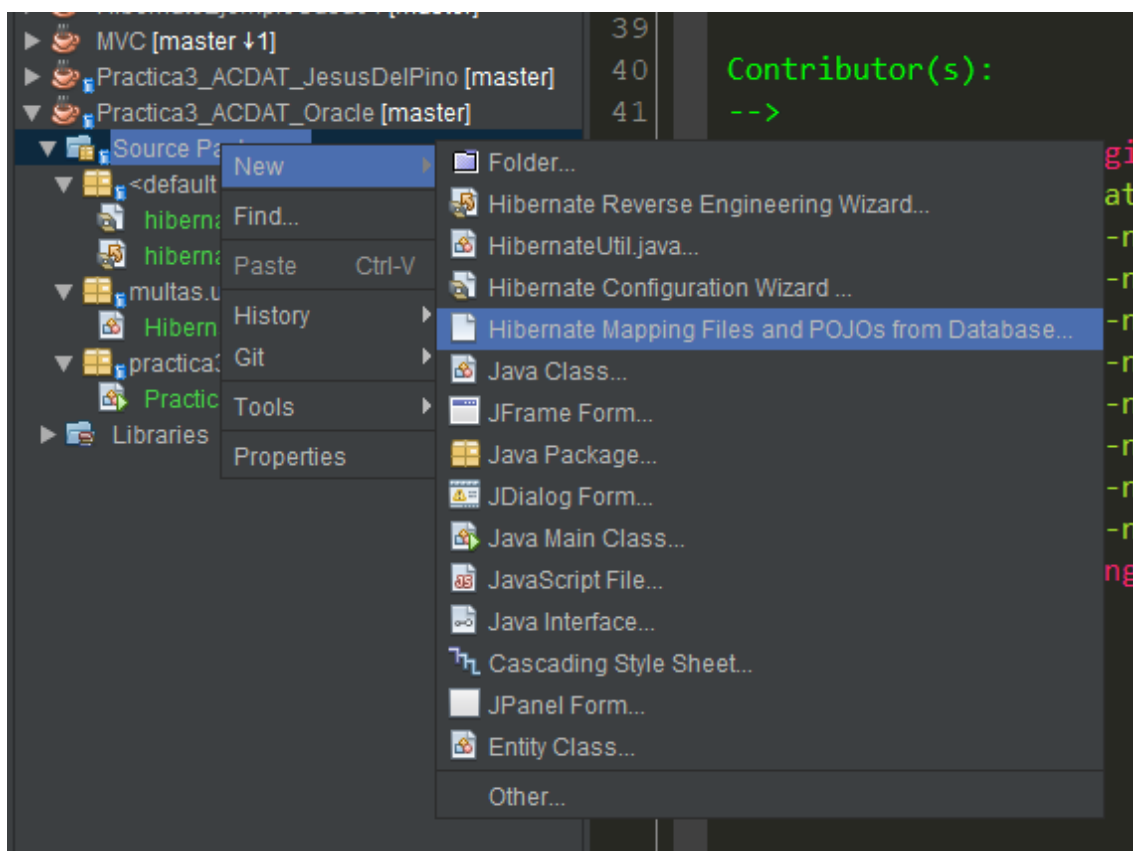 MVC [master ↓1]
Practica3_ACDAT_JesusDelPino [master]
Practica3_ACDAT_Oracle [master]
Source Pa
<default
hiberna
hiberna
multas.u
Hibern
practica3
Practic
Libraries
New
Find...
Paste Ctrl-V
History
Git
Tools
Properties
Folder...
Hibernate Reverse Engineering Wizard...
HibernateUtil.java...
Hibernate Configuration Wizard ...
Hibernate Mapping Files and POJOs from Database...
Java Class...
JFrame Form...
Java Package...
JDialog Form...
Java Main Class...
JavaScript File...
Java Interface...
Cascading Style Sheet...
JPanel Form...
Entity Class...
Other...
39
40 Contributor(s):
41 -->
gi
at
-r
-r
-r
-r
-r
-r
-r
-r
ng